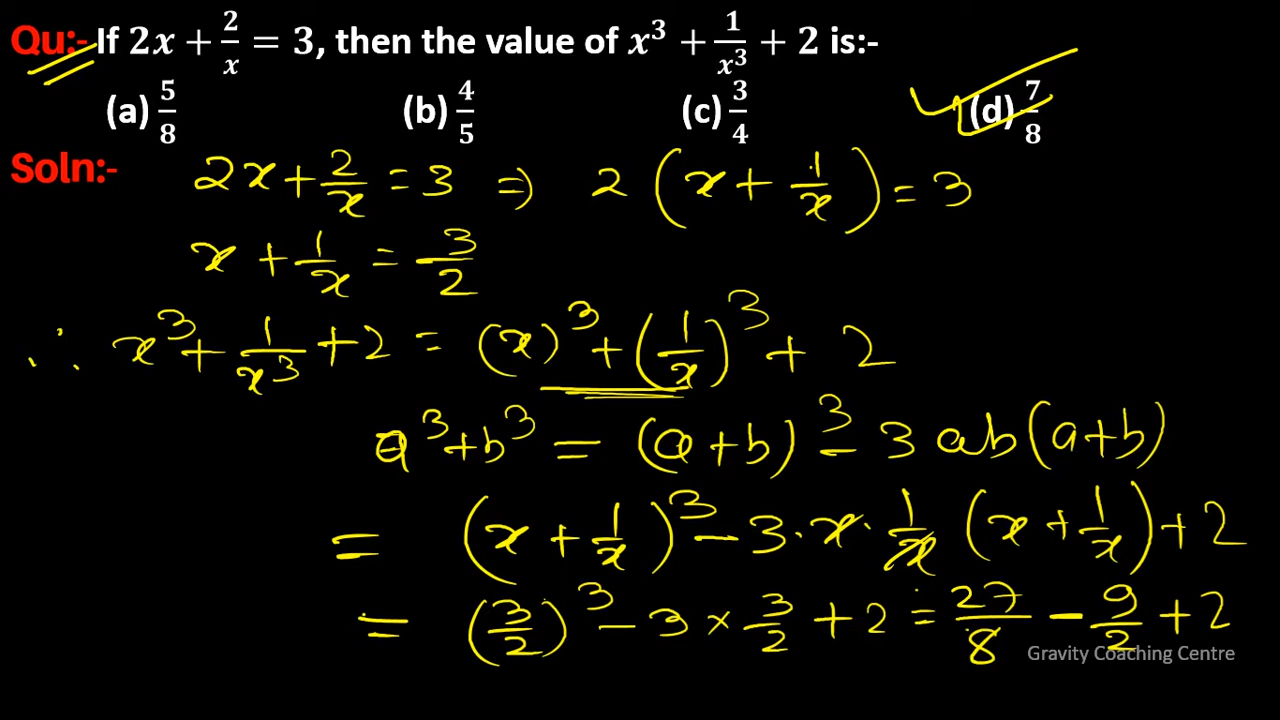 Qu:- If 2x + 2/x = 3, then the value of x³ + 1/x³ + 2 is:-
(a) 5/8 (b) 4/5 (c) 3/4 (d) 7/8
Soln:- 2x + 2/x = 3 ⇒ 2(x + 1/x) = 3
x + 1/x = 3/2
∴ x³ + 1/x³ + 2 = (x)³ + (1/x)³ + 2
a³ + b³ = (a + b)³ - 3ab(a + b)
= (x + 1/x)³ - 3·x·1/x (x + 1/x) + 2
= (3/2)³ - 3 × 3/2 + 2 = 27/8 - 9/2 + 2
Gravity Coaching Centre